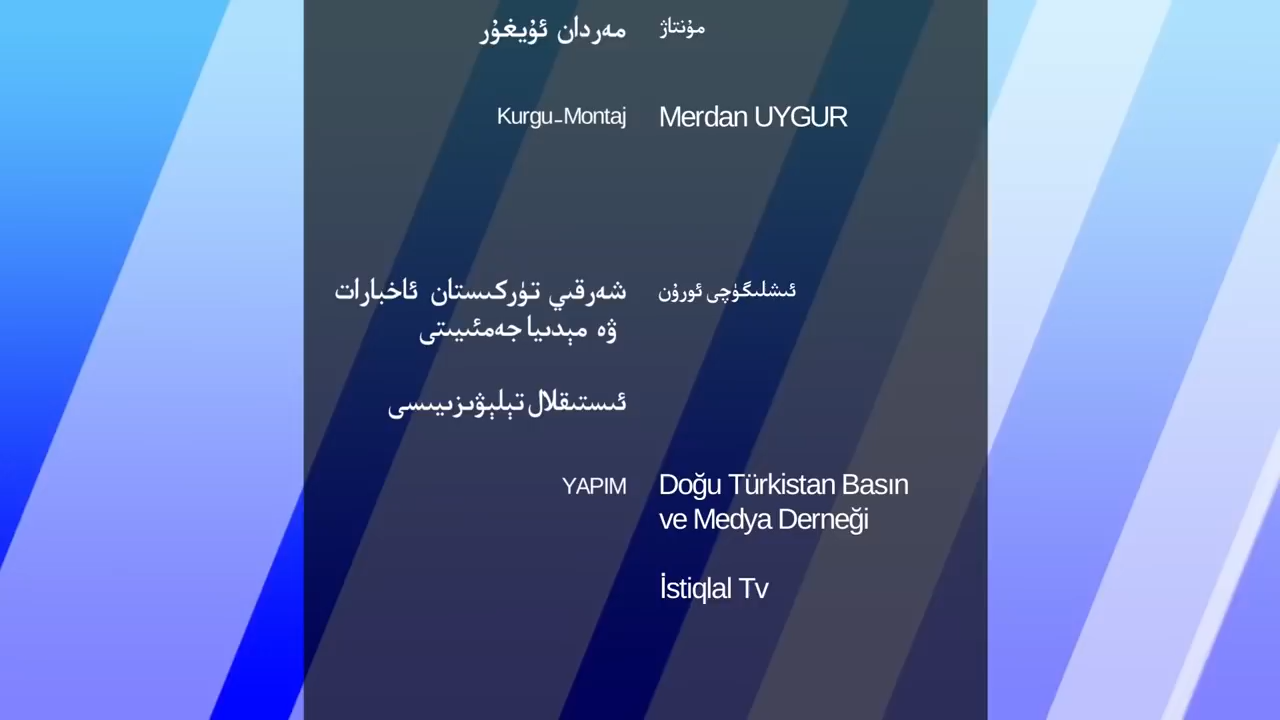 مۇنتاژ مەردان ئۇيغۇر
Kurgu-Montaj Merdan UYGUR
ئىشلىگۈچى ئورۇن شەرقىي تۈركىستان ئاخبارات
ۋە مېدىيا جەمئىيىتى
ئىستىقلال تېلېۋىزىيىسى
YAPIM Doğu Türkistan Basın
ve Medya Derneği
İstiqlal Tv